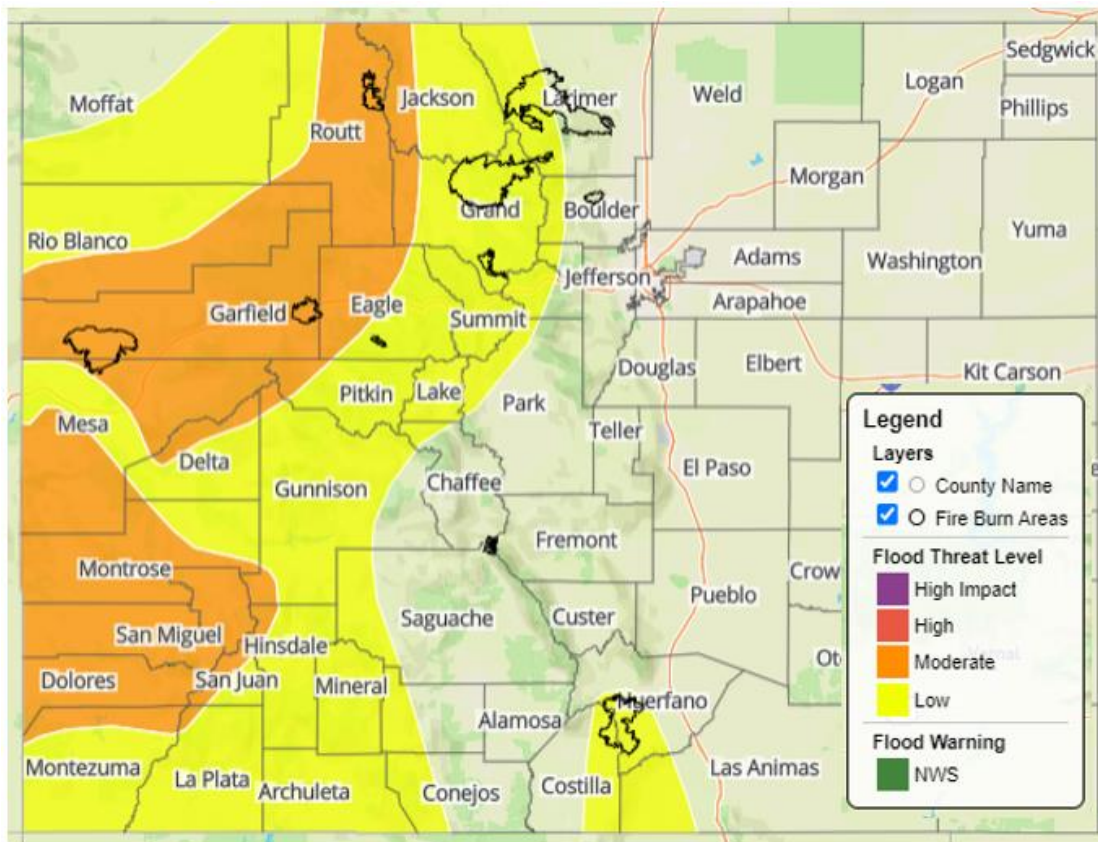 Sedgwick
Logan
Moffat
Jackson
Larimer
Weld
Phillips
Routt
Morgan
Grand
Boulder
Yuma
Rio Blanco
Adams
Washington
Jefferson
Garfield
Eagle
Arapahoe
Summit
Douglas
Elbert
Kit Carson
Pitkin
Lake
Park
Mesa
Teller
Delta
El Paso
Gunnison
Chaffee
Fremont
Montrose
Crow
Pueblo
Saguache
Custer
San Miguel
Hinsdale
Ote
Dolores
San Juan
Mineral
Alamosa
Montezuma
La Plata
Archuleta
Conejos
Costilla
Las Animas
Legend
Layers
County Name
Fire Burn Areas
Flood Threat Level
High Impact
High
Moderate
Low
Flood Warning
NWS